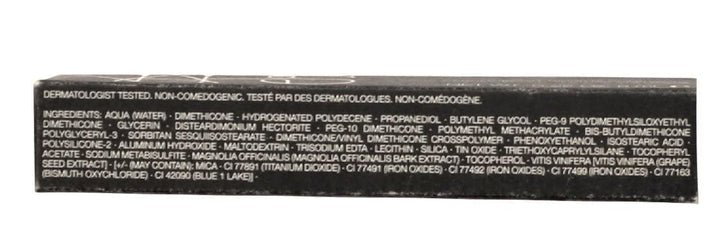 DERMATOLOGIST TESTED. NON-COMEDOGENIC. TESTÉ PAR DES DERMATOLOGUES. NON-COMÉDOGÈNE.
INGREDIENTS: AQUA (WATER) · DIMETHICONE · HYDROGENATED POLYDECENE · PROPANEDIOL · BUTYLENE GLYCOL · PEG-9 POLYDIMETHYLSILOXYETHYL
DIMETHICONE · GLYCERIN · DISTEARDIMONIUM HECTORITE · PEG-10 DIMETHICONE · POLYMETHYL METHACRYLATE · BIS-BUTYLDIMETHICONE
POLYGLYCERYL-3 · SORBITAN SESQUIISOSTEARATE · DIMETHICONE/VINYL DIMETHICONE CROSSPOLYMER · PHENOXYETHANOL · ISOSTEARIC ACID ·
POLYSILICONE-2 · ALUMINUM HYDROXIDE · MALTODEXTRIN · TRISODIUM EDTA · LECITHIN · SILICA · TIN OXIDE · TRIETHOXYCAPRYLYLSILANE · TOCOPHERYL
ACETATE · SODIUM METABISULFITE · MAGNOLIA OFFICINALIS (MAGNOLIA OFFICINALIS BARK EXTRACT) · TOCOPHEROL · VITIS VINIFERA [VITIS VINIFERA (GRAPE)
SEED EXTRACT] · [+/- (MAY CONTAIN): MICA · CI 77891 (TITANIUM DIOXIDE) · CI 77491 (IRON OXIDES) · CI 77492 (IRON OXIDES) · CI 77499 (IRON OXIDES) · CI 77163
(BISMUTH OXYCHLORIDE) · CI 42090 (BLUE 1 LAKE)] ·